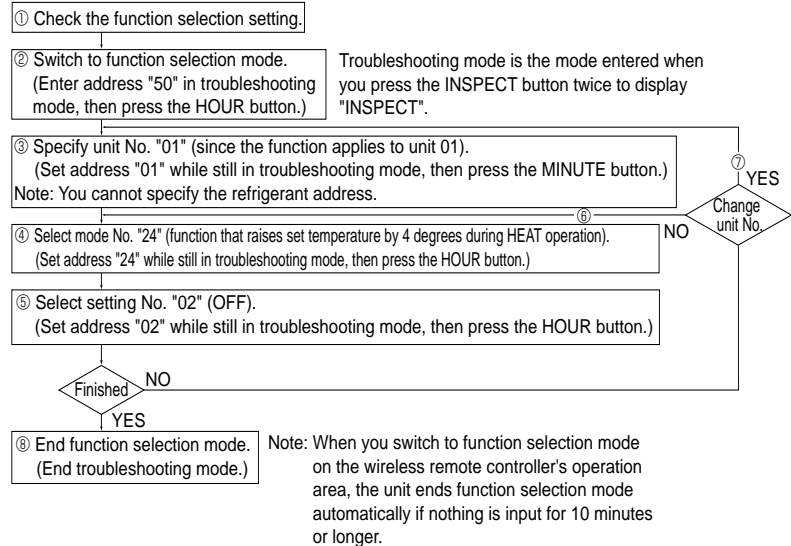 ① Check the function selection setting.
② Switch to function selection mode.
(Enter address "50" in troubleshooting
mode, then press the HOUR button.)
Troubleshooting mode is the mode entered when
you press the INSPECT button twice to display
"INSPECT".
③ Specify unit No. "01" (since the function applies to unit 01).
(Set address "01" while still in troubleshooting mode, then press the MINUTE button.)
Note: You cannot specify the refrigerant address.
⑦
YES
Change
unit No.
⑥
NO
④ Select mode No. "24" (function that raises set temperature by 4 degrees during HEAT operation).
(Set address "24" while still in troubleshooting mode, then press the HOUR button.)
⑤ Select setting No. "02" (OFF).
(Set address "02" while still in troubleshooting mode, then press the HOUR button.)
Finished
NO
YES
⑧ End function selection mode.
(End troubleshooting mode.)
Note: When you switch to function selection mode
on the wireless remote controller's operation
area, the unit ends function selection mode
automatically if nothing is input for 10 minutes
or longer.